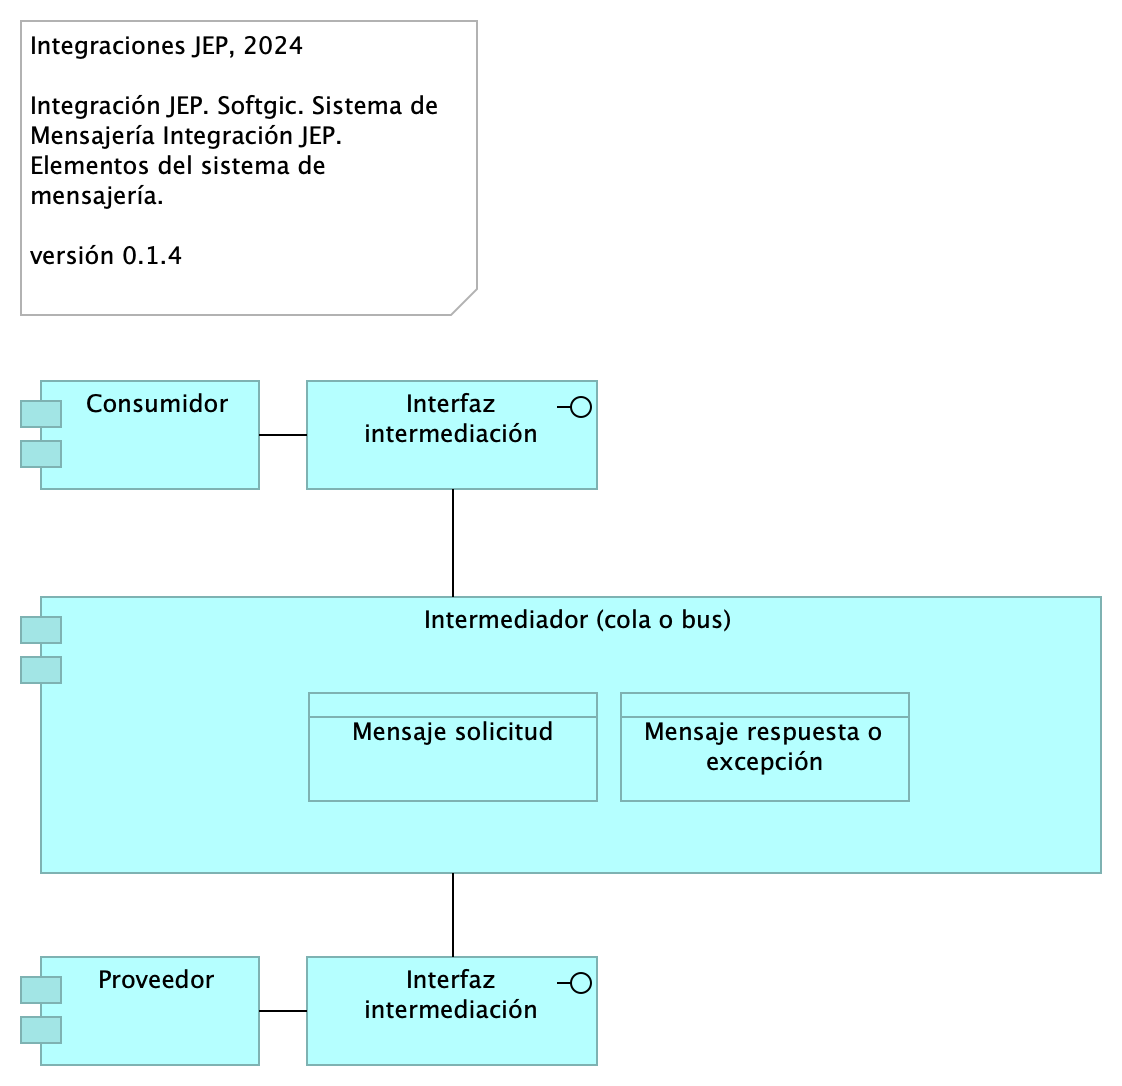 Integraciones JEP, 2024
Integración JEP. Softgic. Sistema de
Mensajería Integración JEP.
Elementos del sistema de
mensajería.
versión 0.1.4
Consumidor
Interfaz
intermediación
Intermediador (cola o bus)
Mensaje solicitud
Mensaje respuesta o
excepción
Proveedor
Interfaz
intermediación